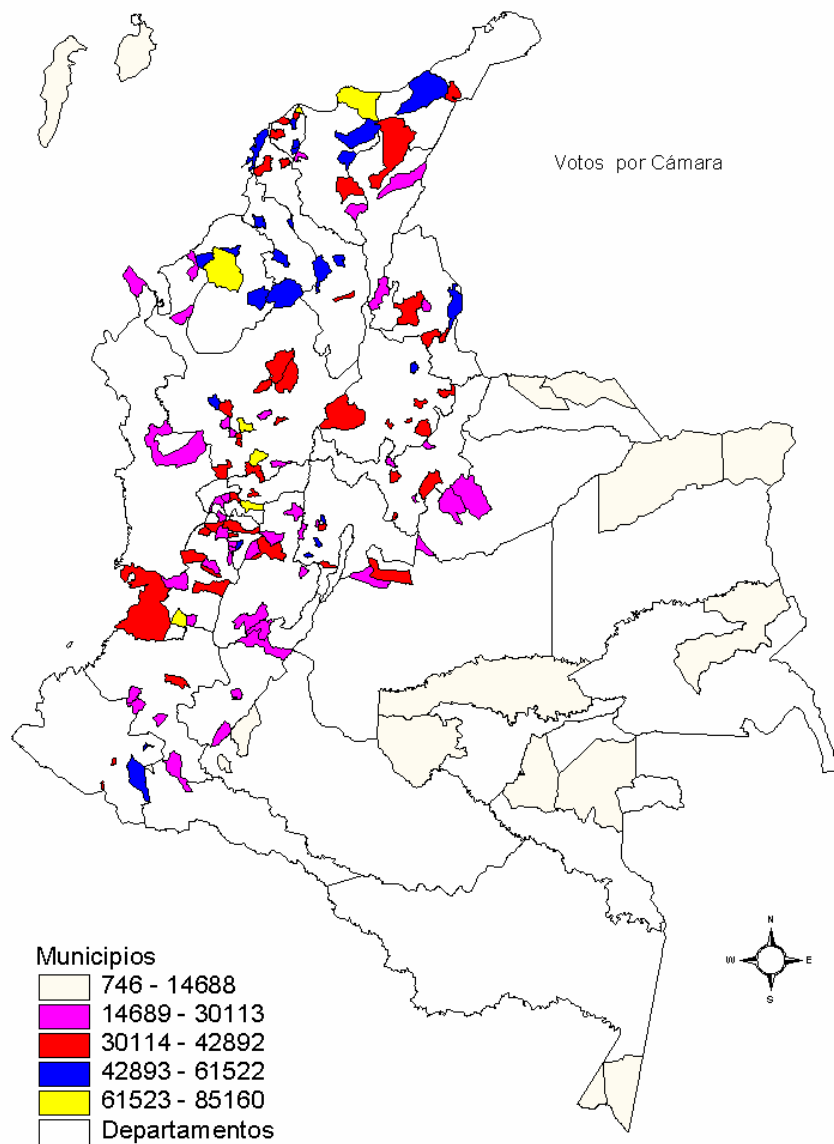 Votos por Cámara
N
W E
S
Municipios
746 - 14688
14689 - 30113
30114 - 42892
42893 - 61522
61523 - 85160
Departamentos